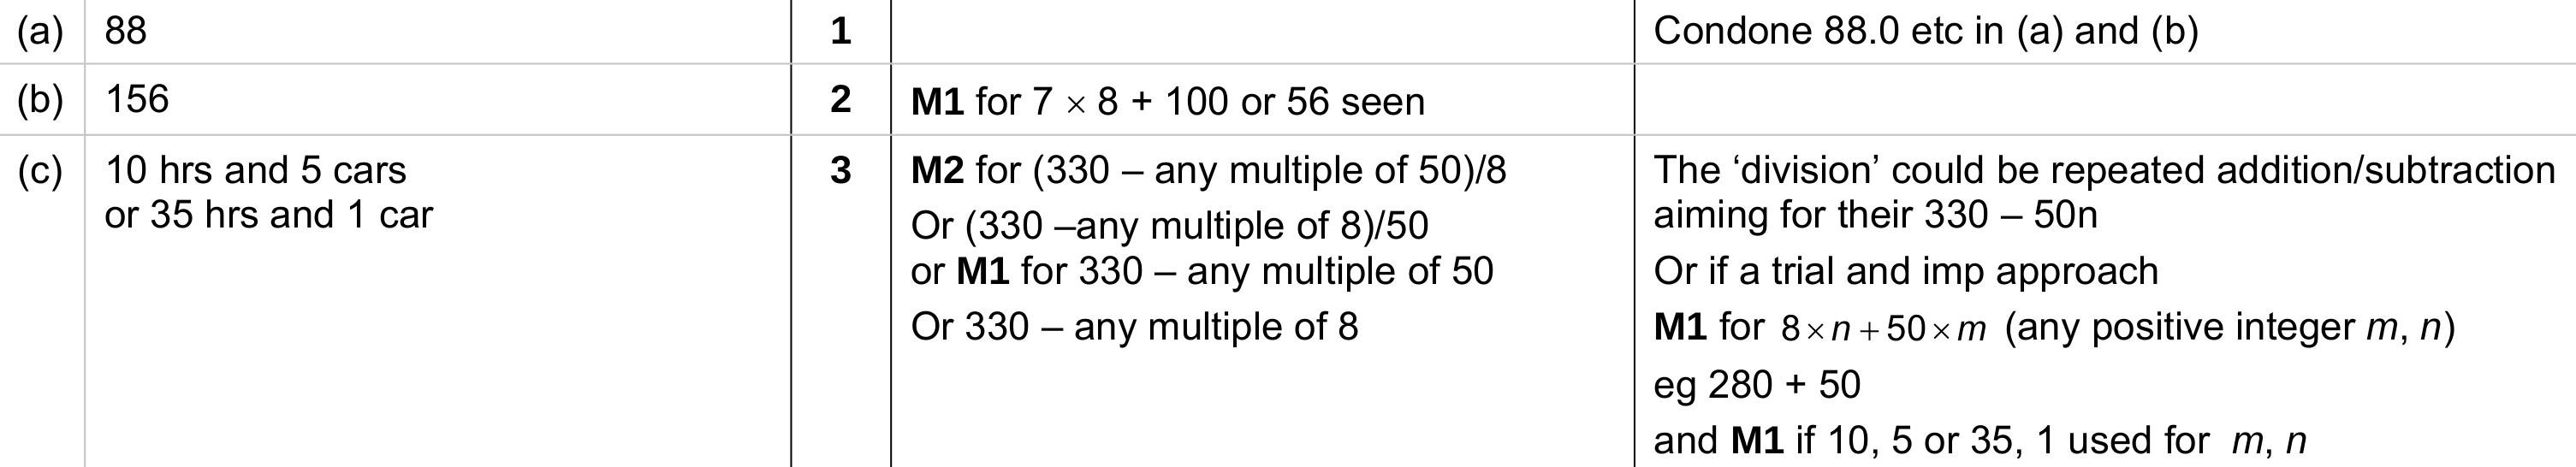 (a) 88 1 Condone 88.0 etc in (a) and (b)
(b) 156 2 M1 for 7 × 8 + 100 or 56 seen
(c) 10 hrs and 5 cars
or 35 hrs and 1 car
3
M2 for (330 – any multiple of 50)/8
Or (330 –any multiple of 8)/50
or M1 for 330 – any multiple of 50
Or 330 – any multiple of 8
The ‘division’ could be repeated addition/subtraction
aiming for their 330 – 50n
Or if a trial and imp approach
M1 for 8×n+50×m (any positive integer m, n)
eg 280 + 50
and M1 if 10, 5 or 35, 1 used for m, n